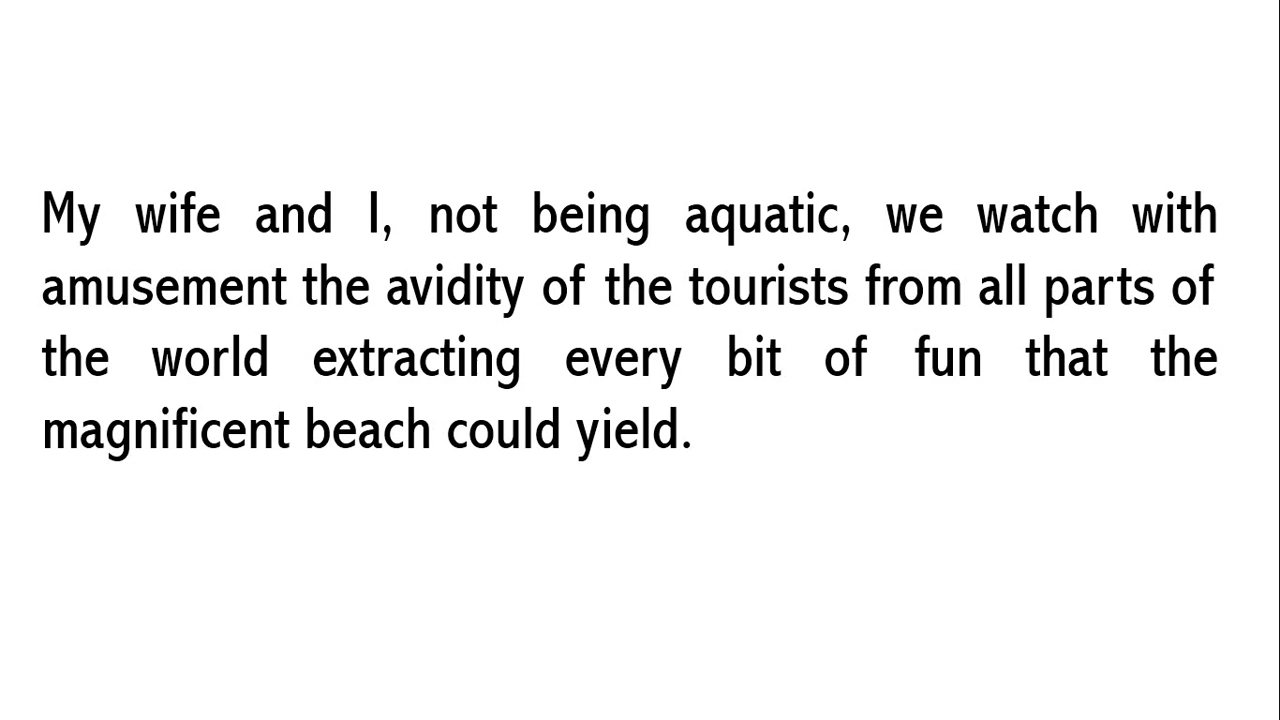 My wife and I, not being aquatic, we watch with
amusement the avidity of the tourists from all parts of
the world extracting every bit of fun that the
magnificent beach could yield.